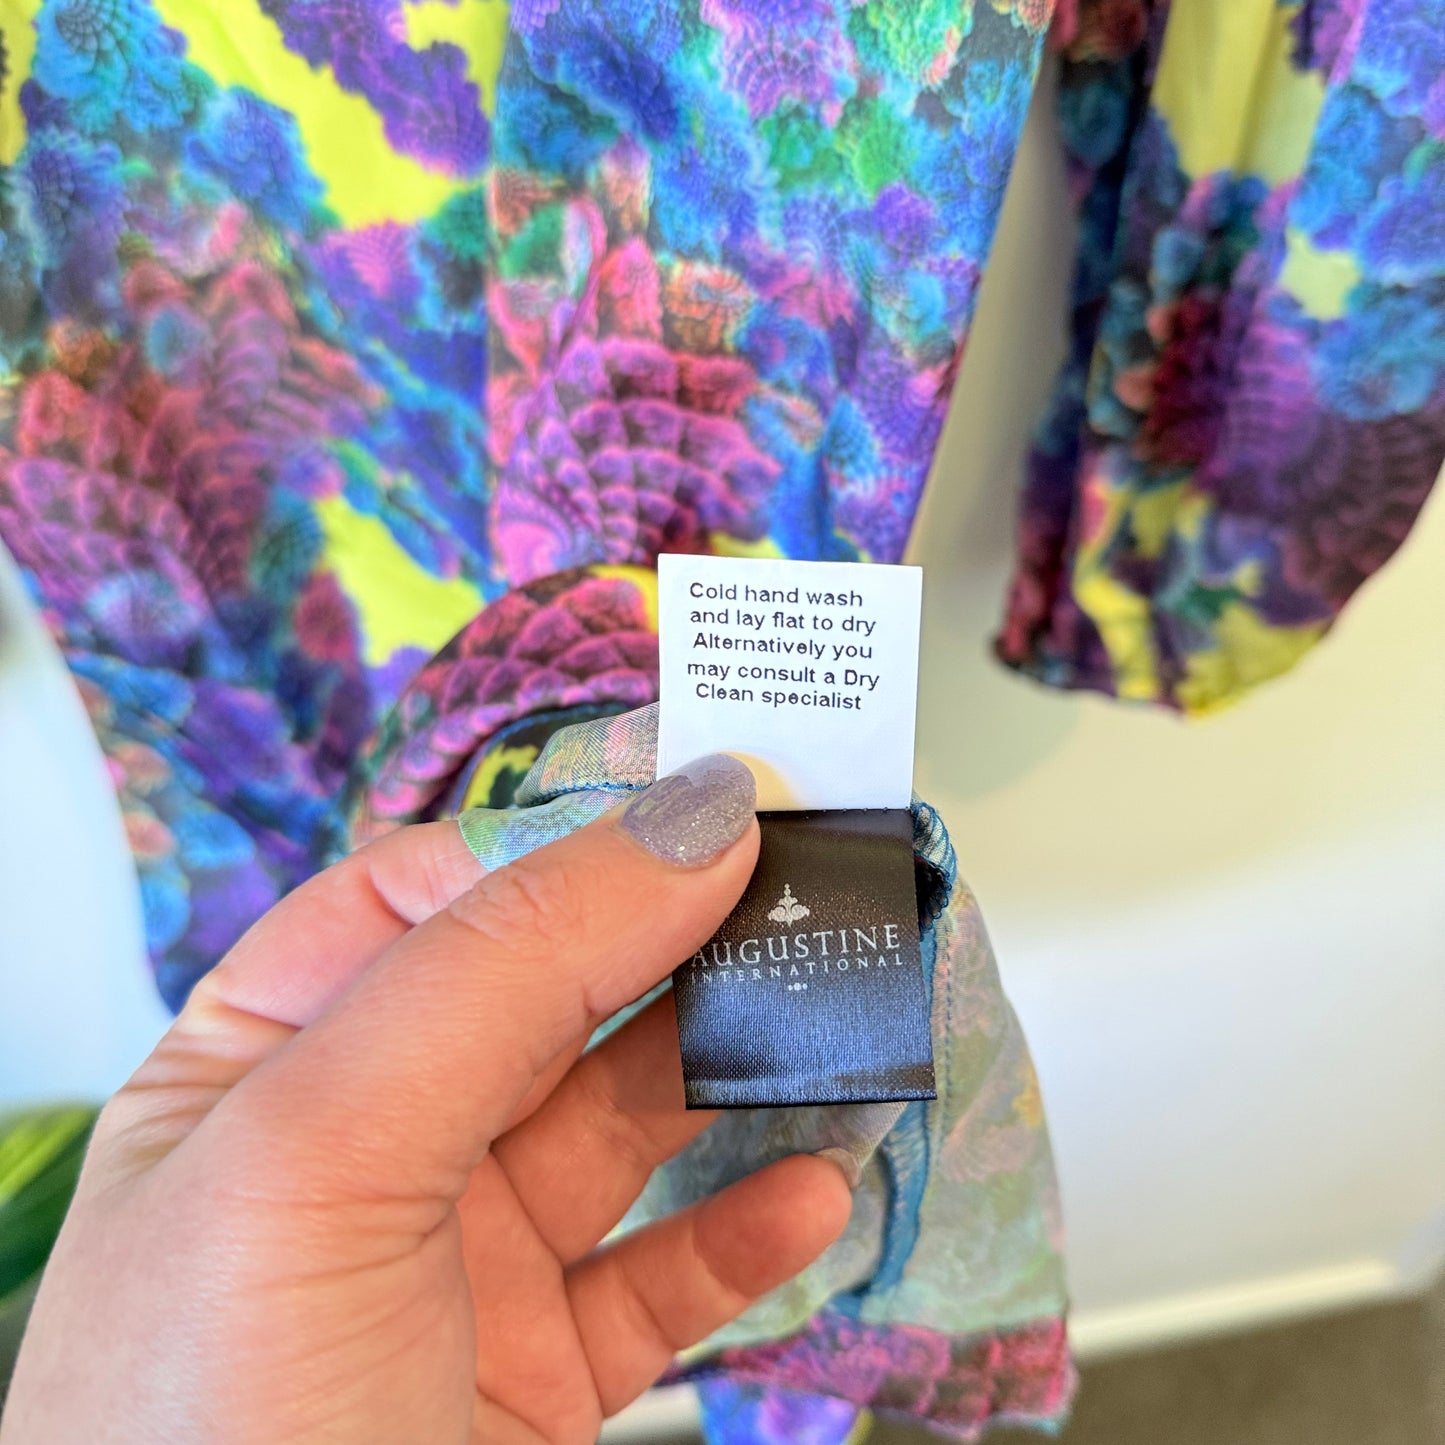 Cold hand wash
and lay flat to dry
Alternatively you
may consult a Dry
Clean specialist
AUGUSTINE
INTERNATIONAL